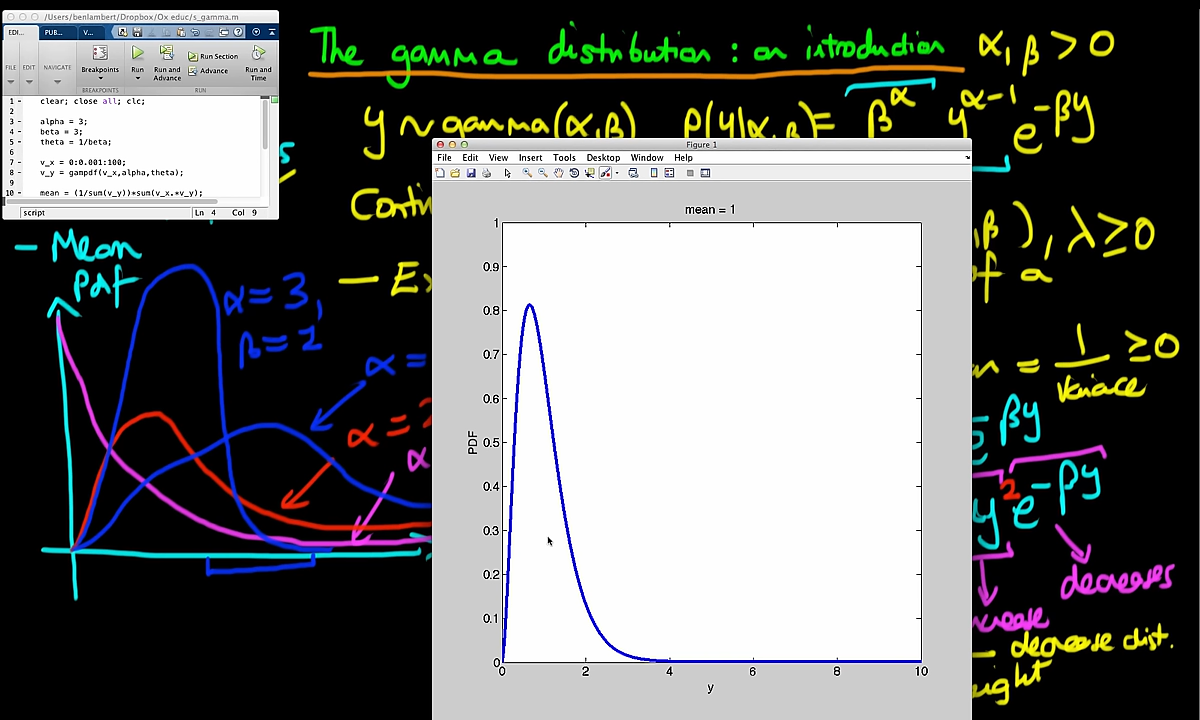 /Users/benlambert/Dropbox/Ox educ/s_gamma.m
EDI... PUB... V...
FILE EDIT NAVIGATE Breakpoints Run Run and Advance Run Section Advance Run and Time
BREAKPOINTS RUN
1 - clear; close all; clc;
2
3 - alpha = 3;
4 - beta = 3;
5 - theta = 1/beta;
6
7 - v_x = 0:0.001:100;
8 - v_y = gampdf(v_x,alpha,theta);
9
10 - mean = (1/sum(v_y))*sum(v_x.*v_y);
script Ln 4 Col 9
The gamma distribution : an introduction α,β > 0
y ~ gamma(α,β) p(y|α,β) = β^α y^α-1 e^-βy
s
Contin
- Mean
Pdf
α = 3,
β = 2
- Ex
α =
α = 2
α
Figure 1
File Edit View Insert Tools Desktop Window Help
mean = 1
1
0.9
0.8
0.7
0.6
0.5
0.4
0.3
0.2
0.1
0
PDF
0 2 4 6 8 10
y
,β), λ≥0
of a
= 1/variace ≥0
-βy
y² e^-βy
decreases
crease
- decrease dist.
eight